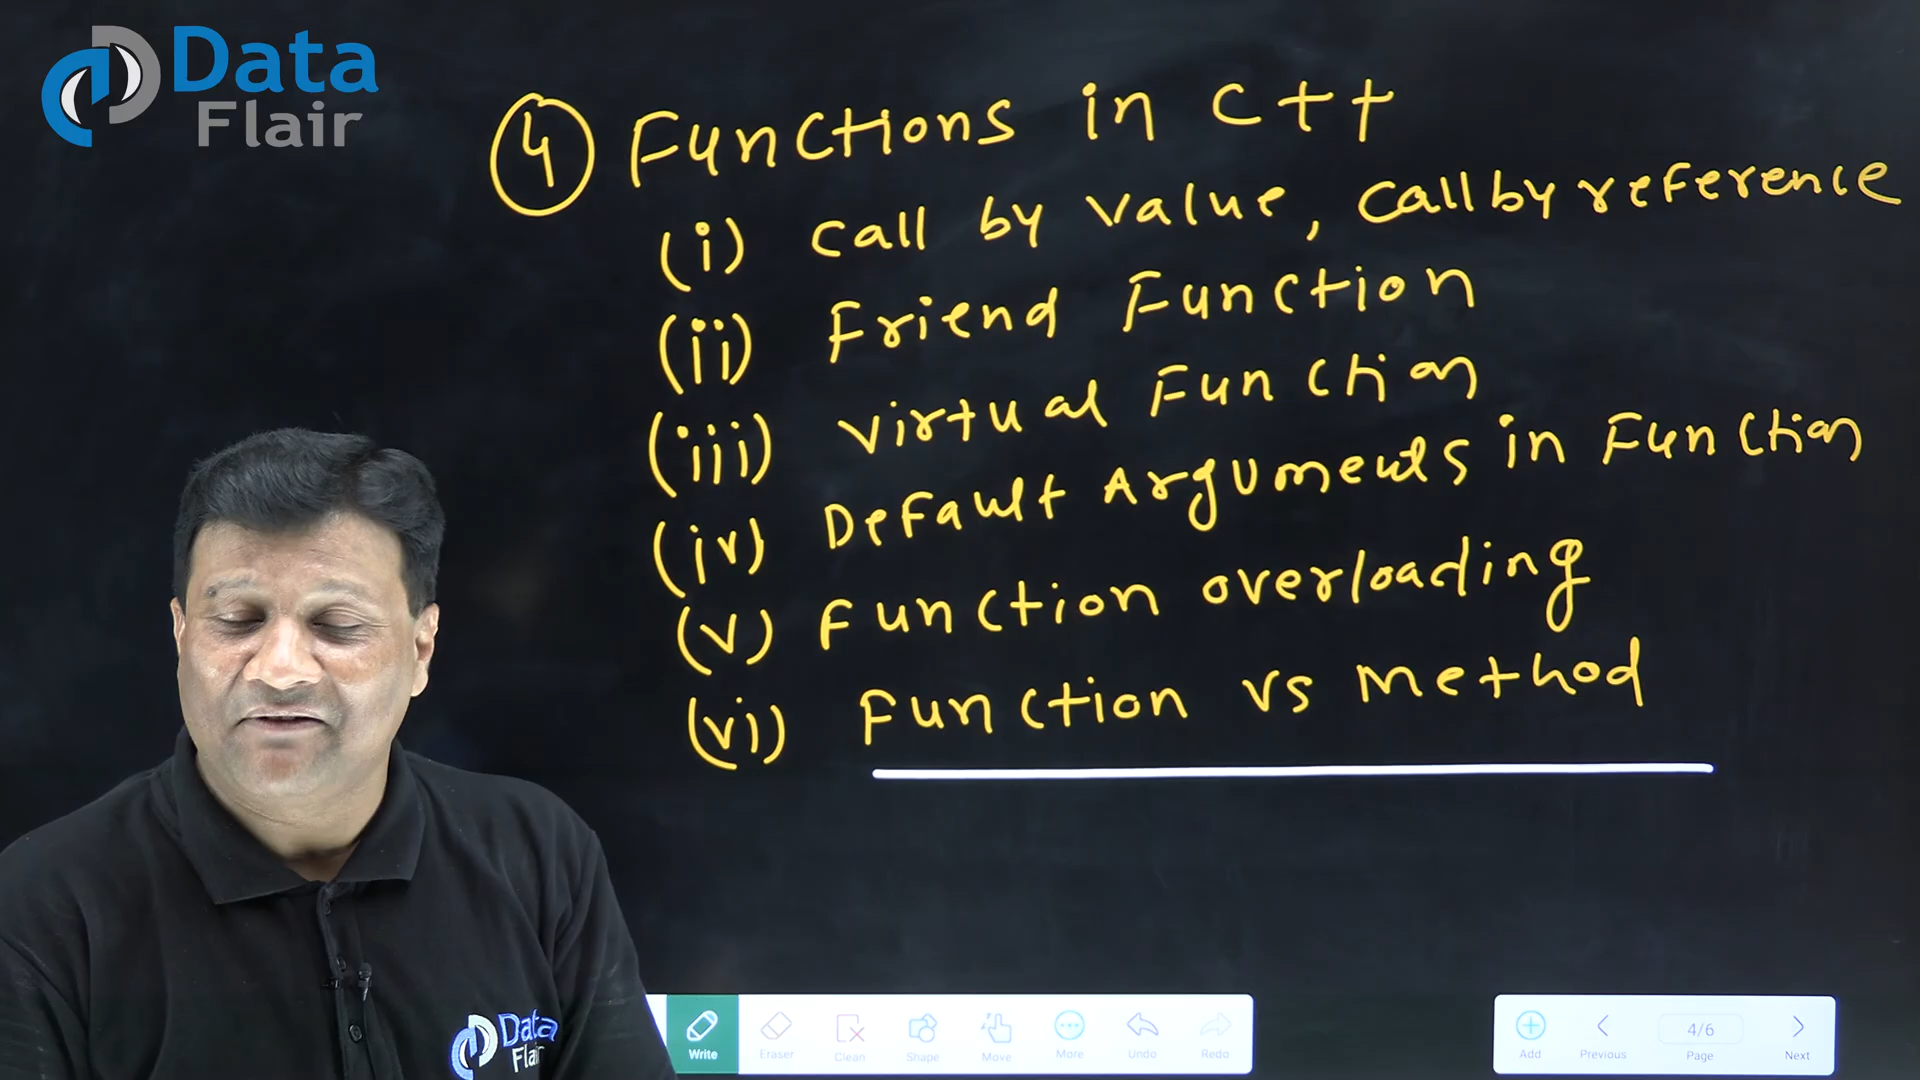 Data
Flair
4 Functions in C++
(i) Call by value, Call by reference
(ii) Friend Function
(iii) Virtual Function
(iv) Default Arguments in Function
(v) Function overloading
(vi) Function vs Method
Data
Flair
Write Eraser Clean Shape Move More Undo Redo
4/6
Add Previous Page Next